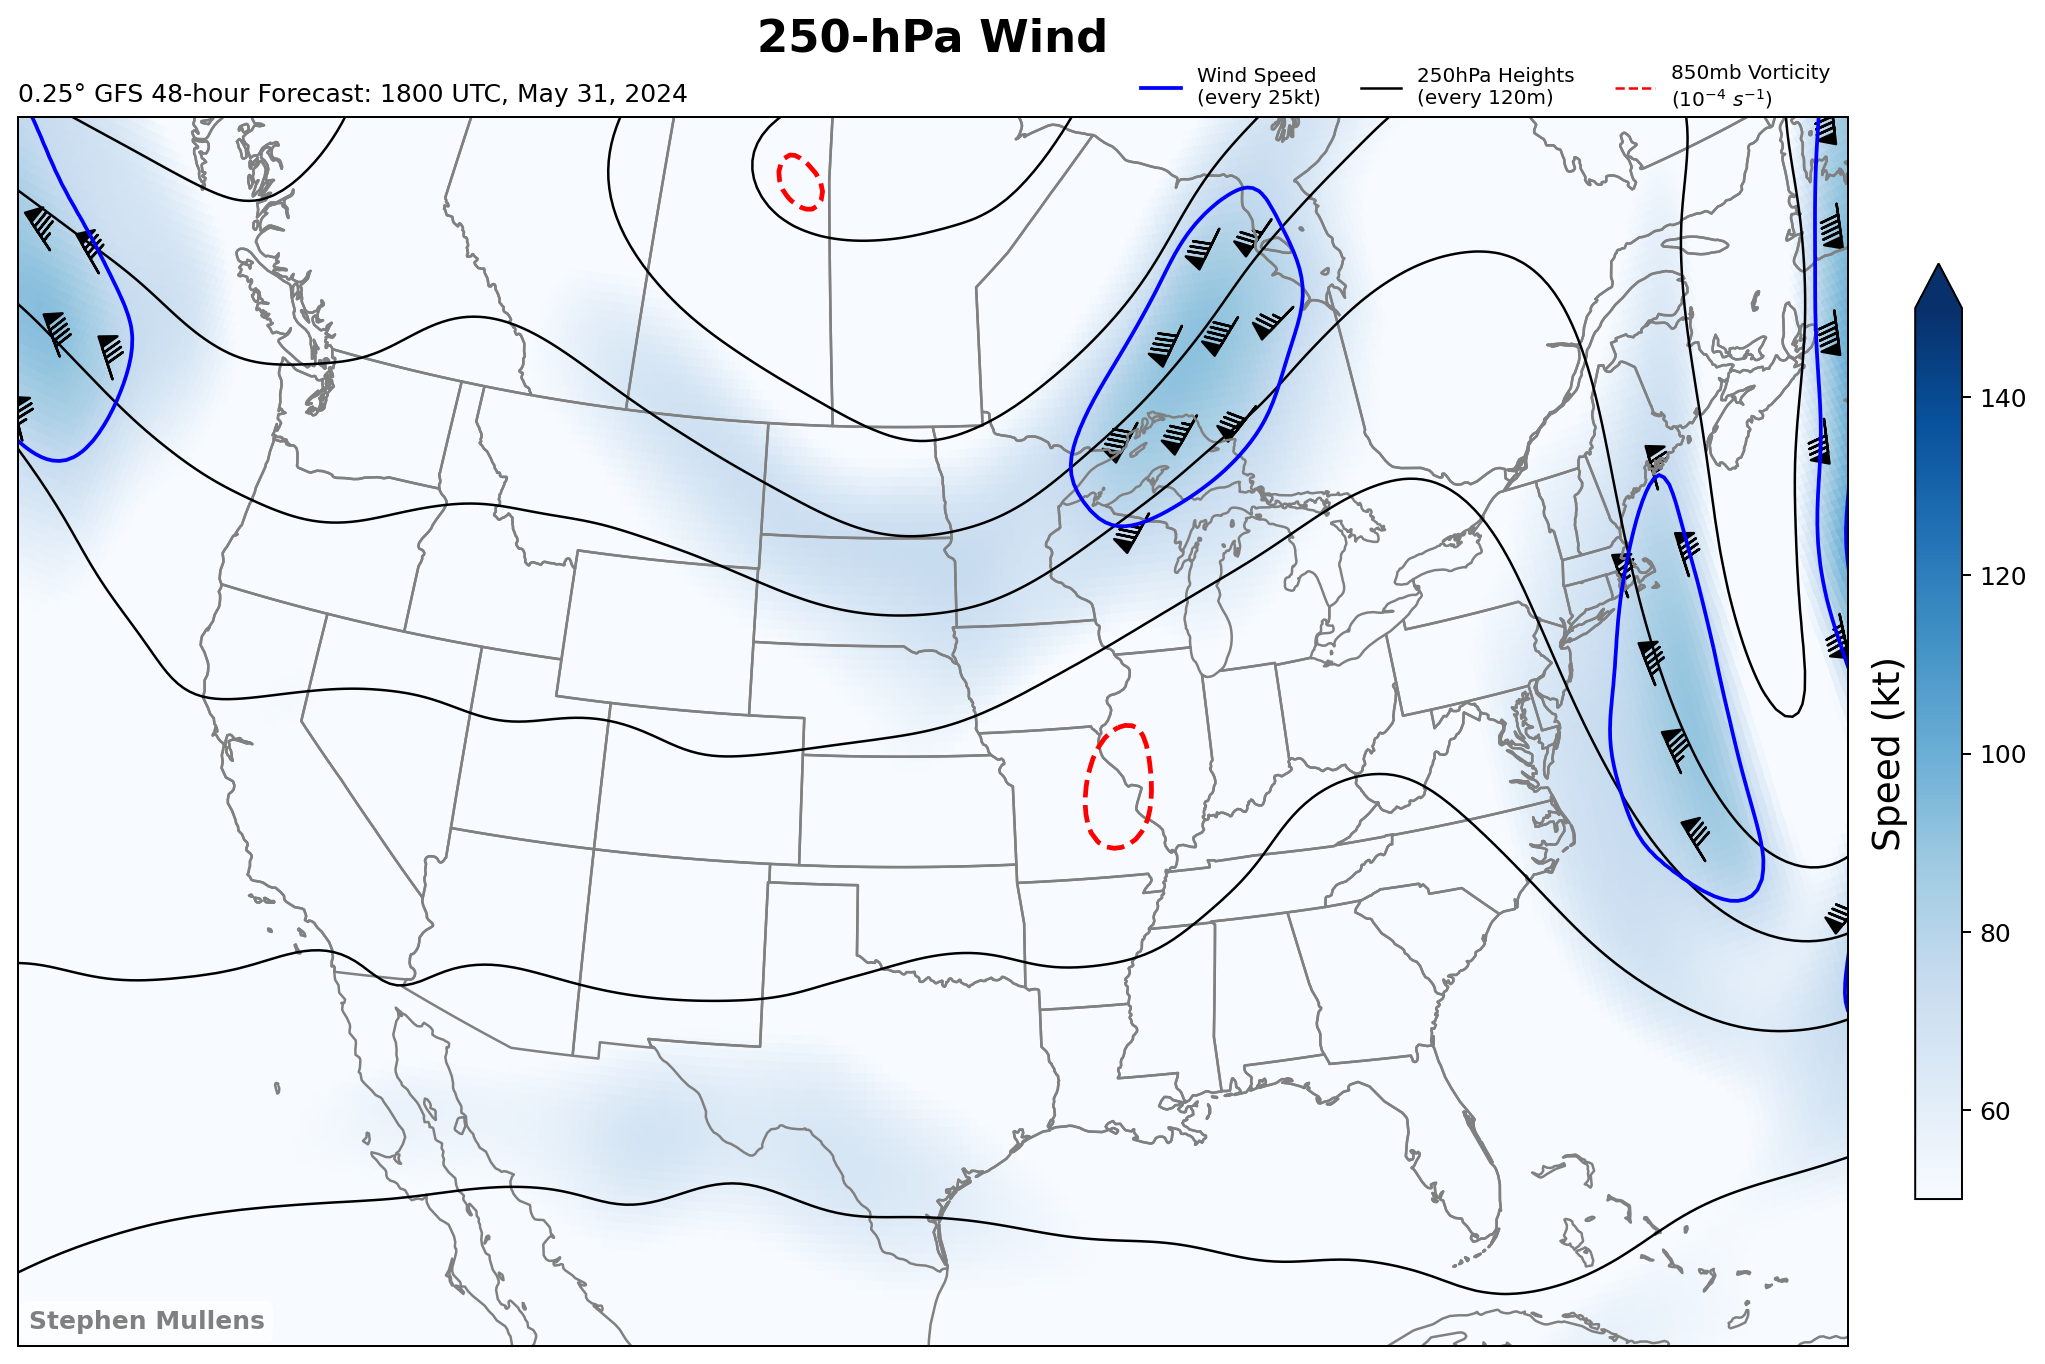 250-hPa Wind
0.25° GFS 48-hour Forecast: 1800 UTC, May 31, 2024
Wind Speed
(every 25kt)
250hPa Heights
(every 120m)
850mb Vorticity
(10⁻⁴ s⁻¹)
140
120
100
80
60
Speed (kt)
Stephen Mullens